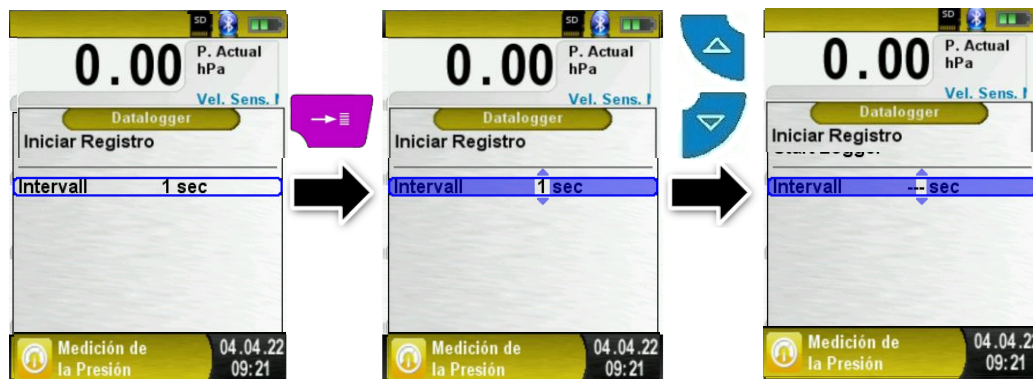 SD
0.00 P. Actual
hPa
Vel. Sens.
Datalogger
Iniciar Registro
Intervall 1 sec
Medición de
la Presión
04.04.22
09:21
SD
0.00 P. Actual
hPa
Vel. Sens.
Datalogger
Iniciar Registro
Intervall 1 sec
Medición de
la Presión
04.04.22
09:21
SD
0.00 P. Actual
hPa
Vel. Sens.
Datalogger
Iniciar Registro
Intervall --- sec
Medición de
la Presión
04.04.22
09:21